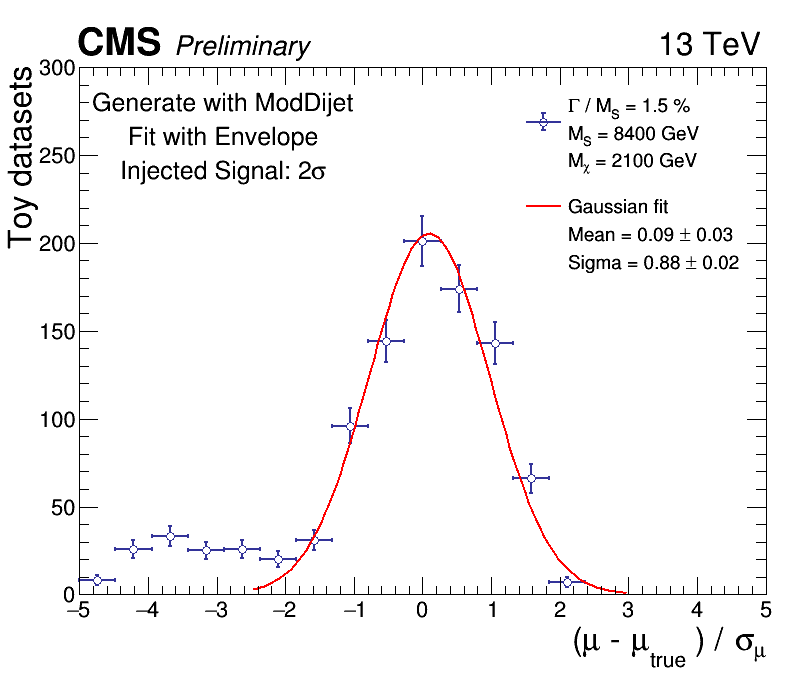 CMS Preliminary 13 TeV
Toy datasets
300
250
200
150
100
50
0
Generate with ModDijet
Fit with Envelope
Injected Signal: 2σ
Γ / M_S = 1.5 %
M_S = 8400 GeV
M_χ = 2100 GeV
Gaussian fit
Mean = 0.09 ± 0.03
Sigma = 0.88 ± 0.02
−5 −4 −3 −2 −1 0 1 2 3 4 5
(μ - μ_true ) / σ_μ